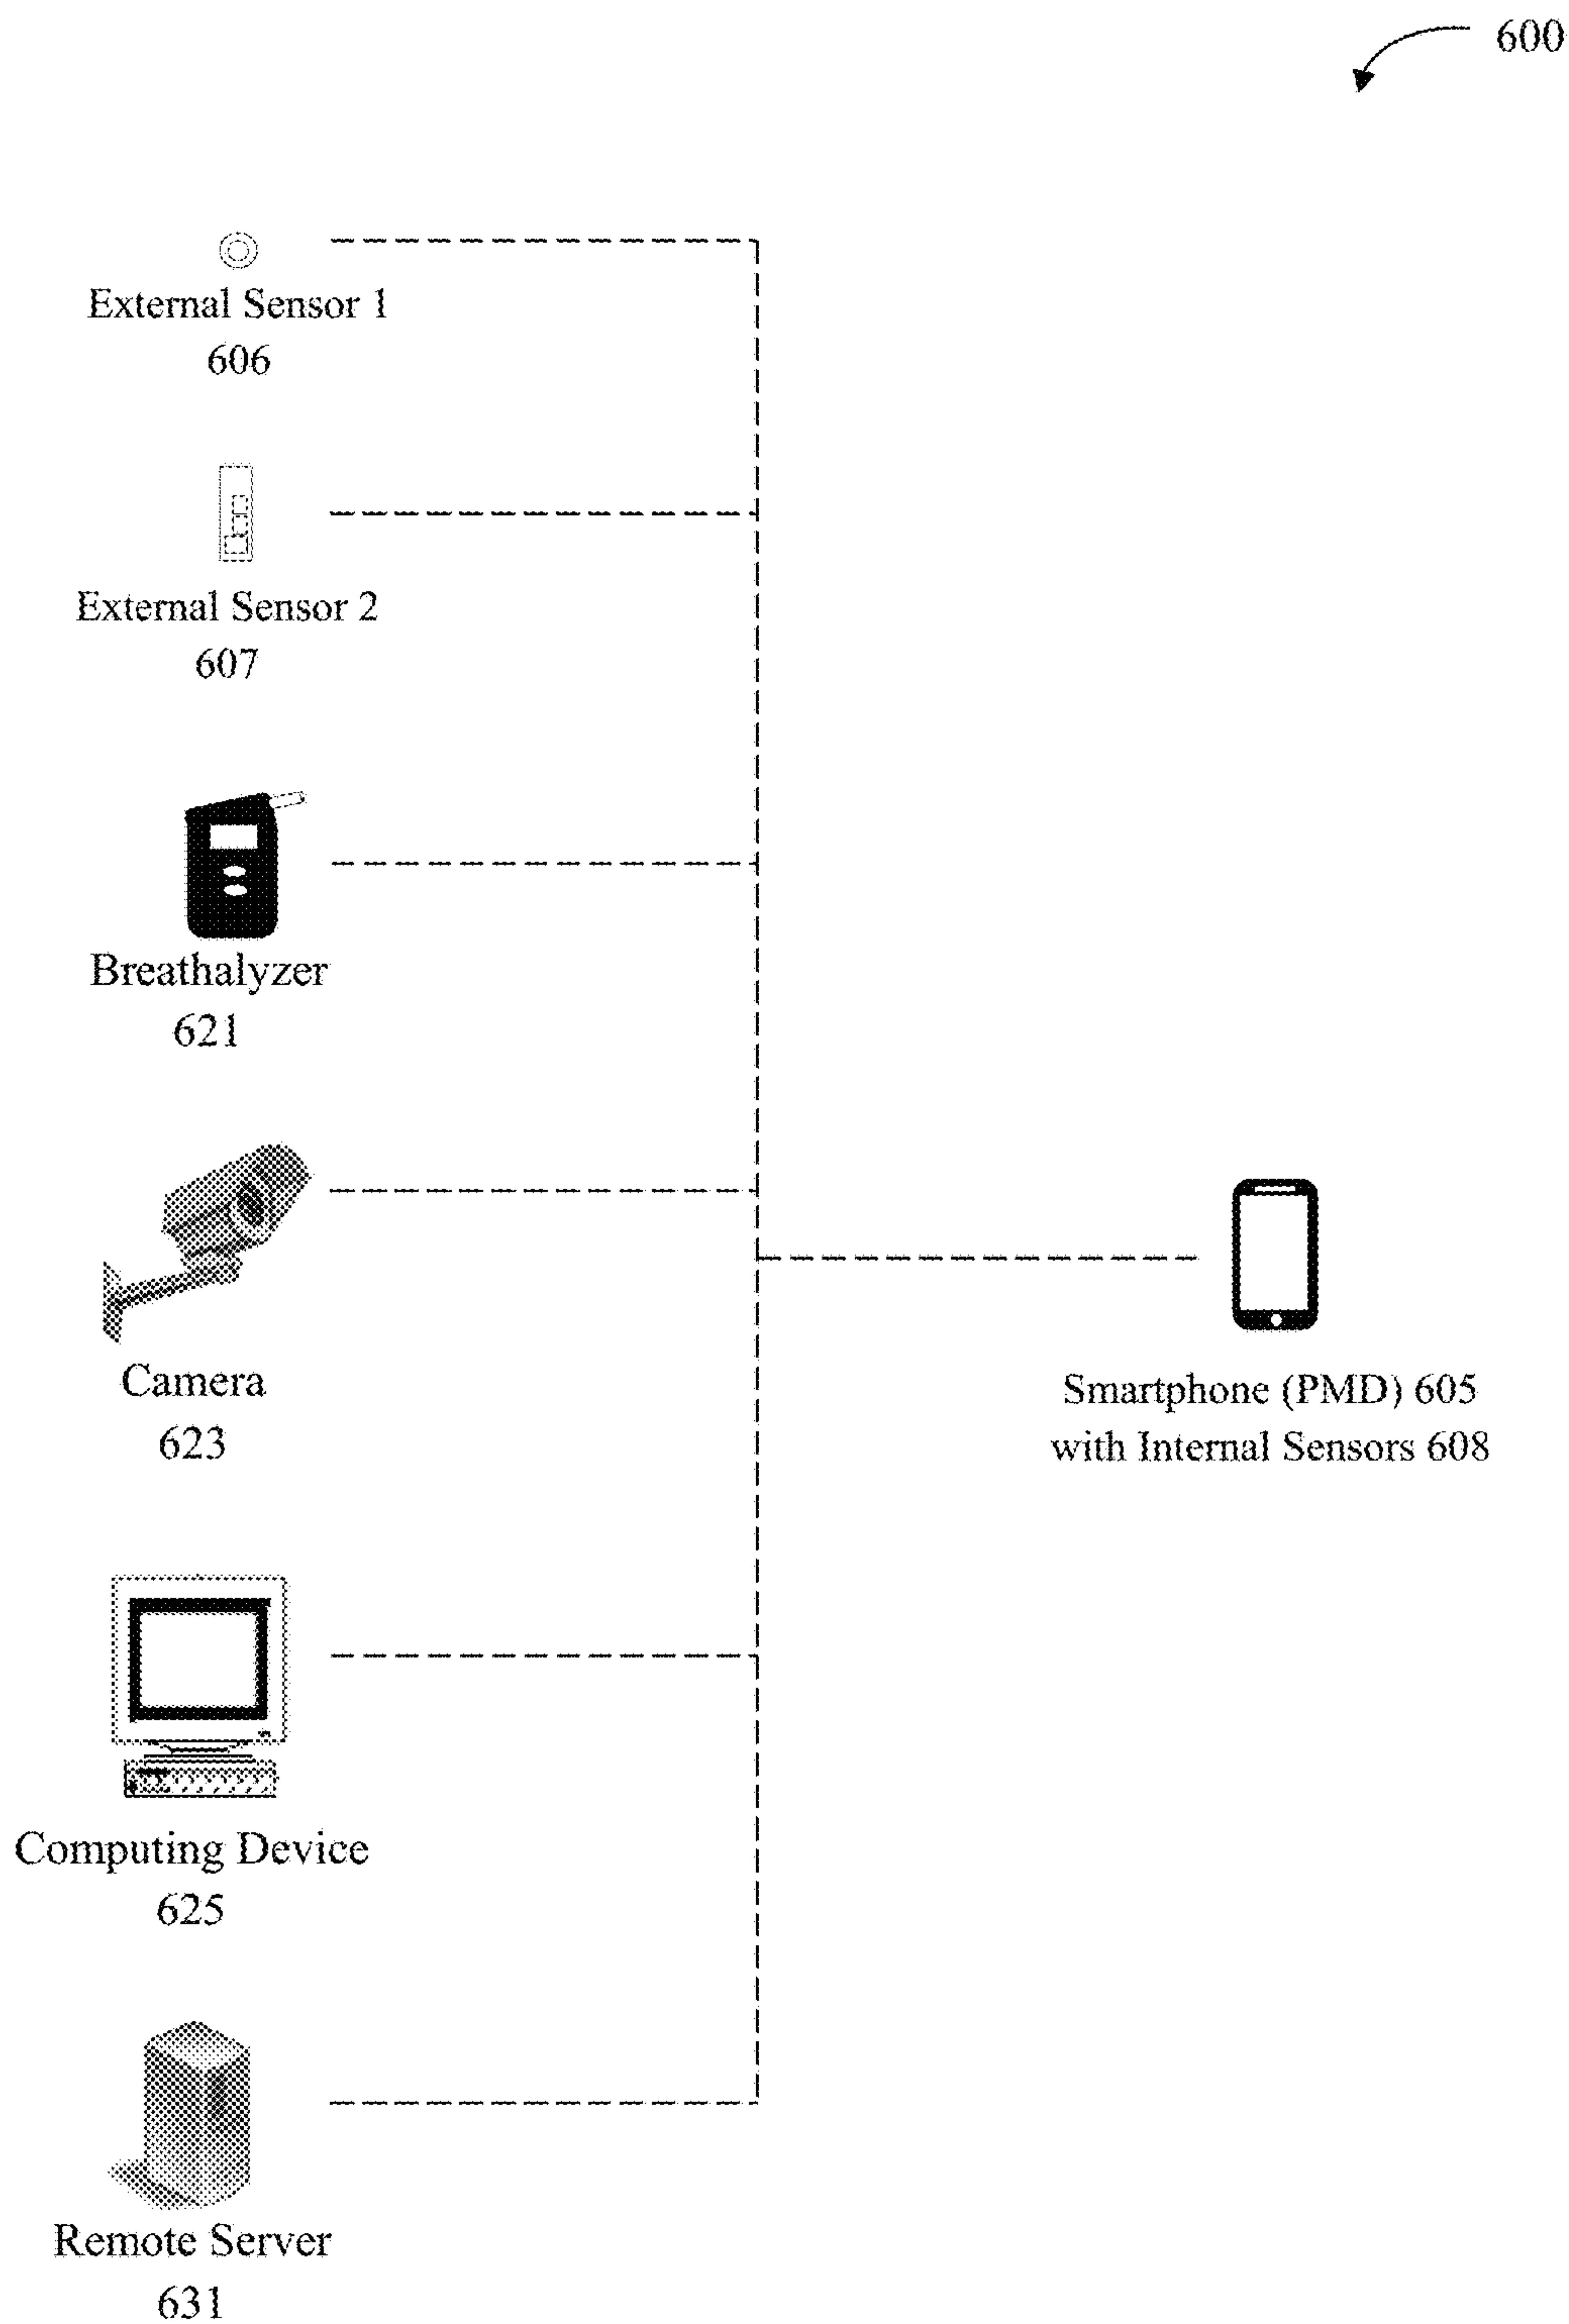 600
External Sensor 1
606
External Sensor 2
607
Breathalyzer
621
Camera
623
Smartphone (PMD) 605
with Internal Sensors 608
Computing Device
625
Remote Server
631